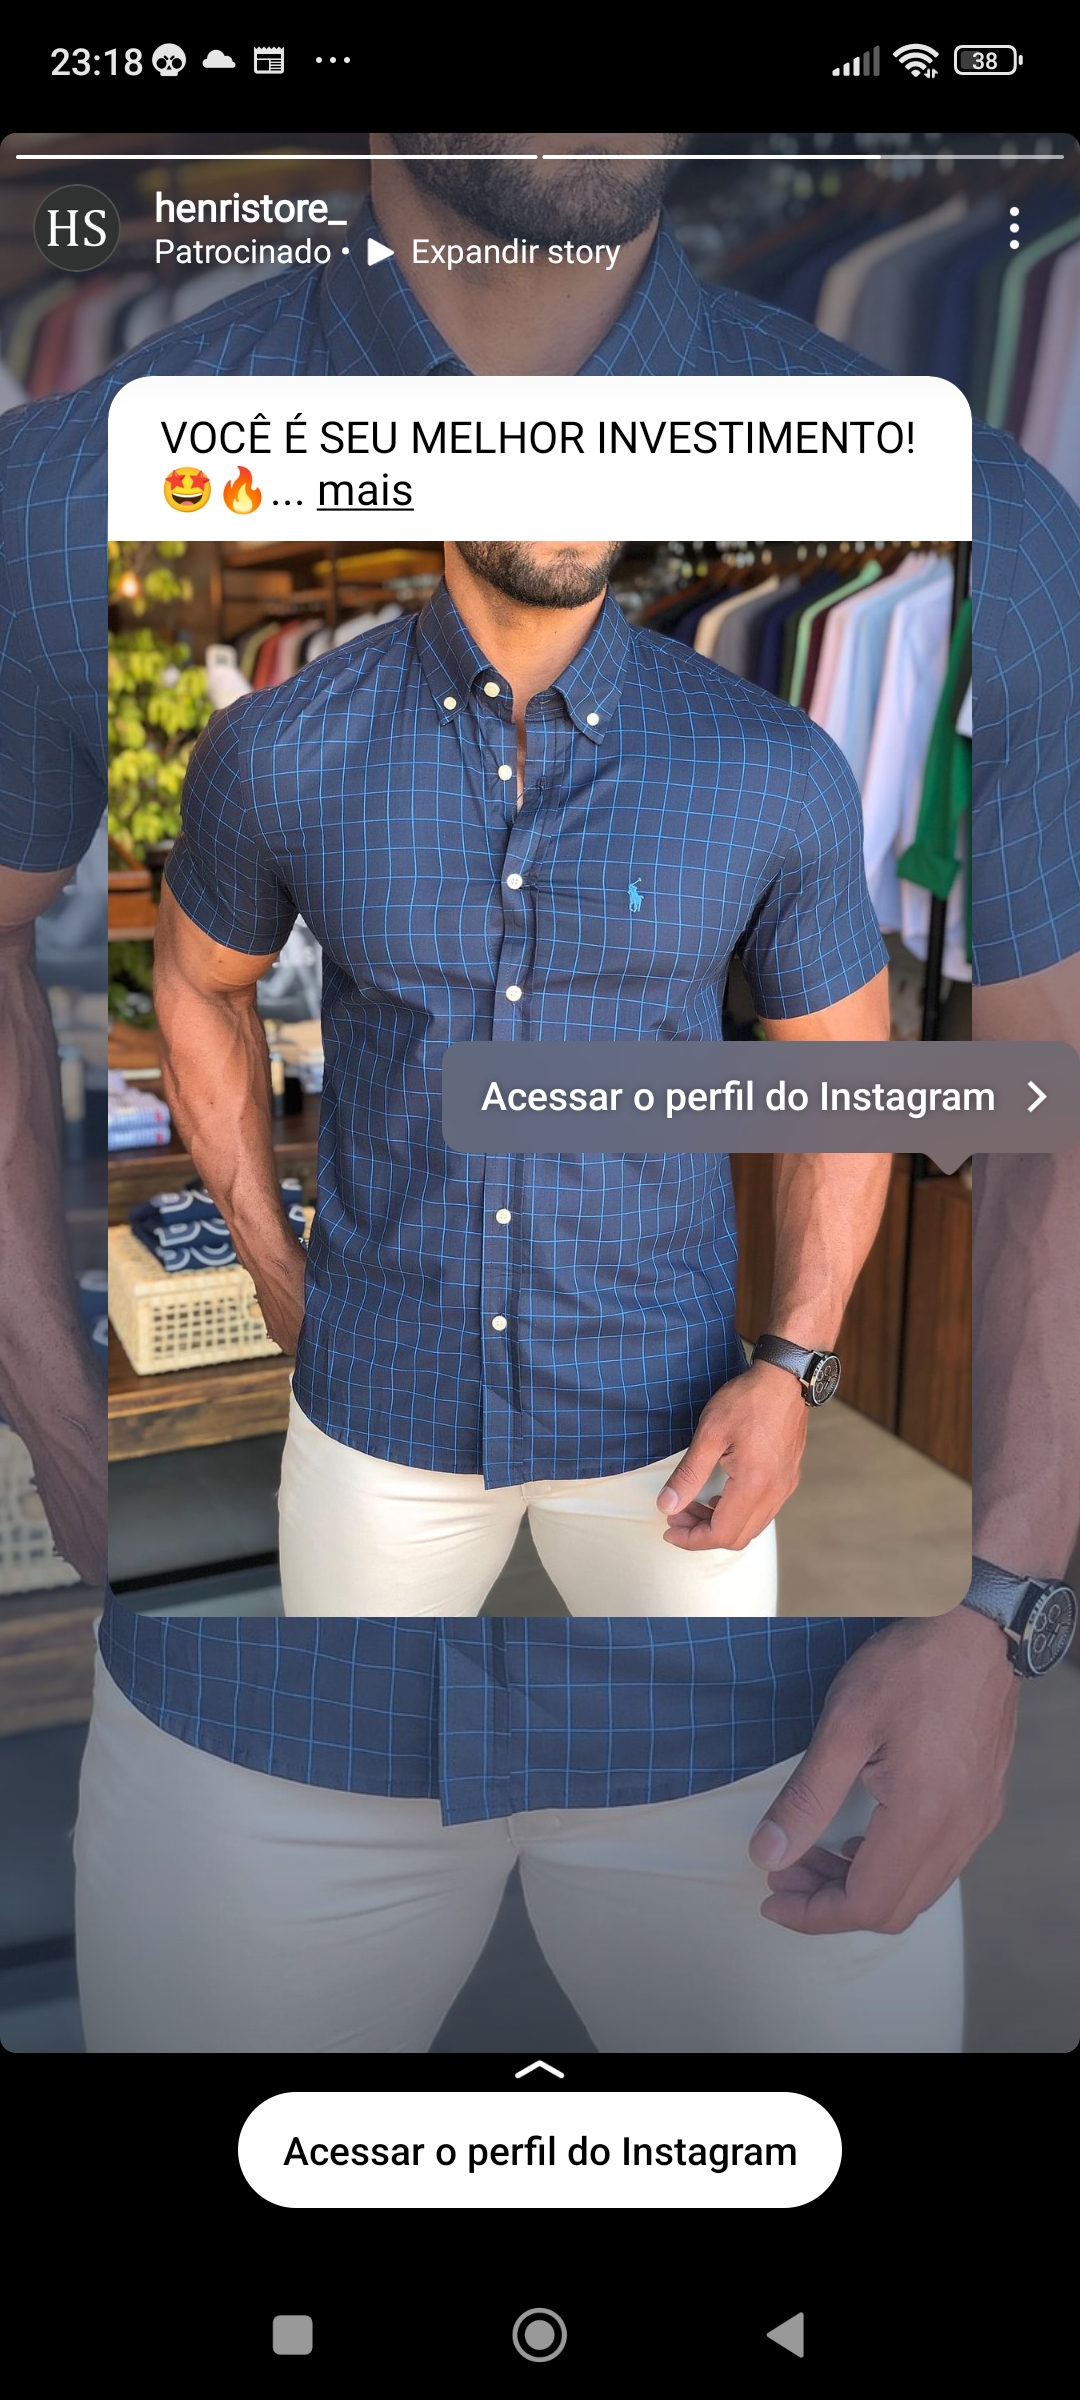 23:18
38
HS
henristore_
Patrocinado • Expandir story
VOCÊ É SEU MELHOR INVESTIMENTO!
🤩🔥... mais
Acessar o perfil do Instagram
Acessar o perfil do Instagram